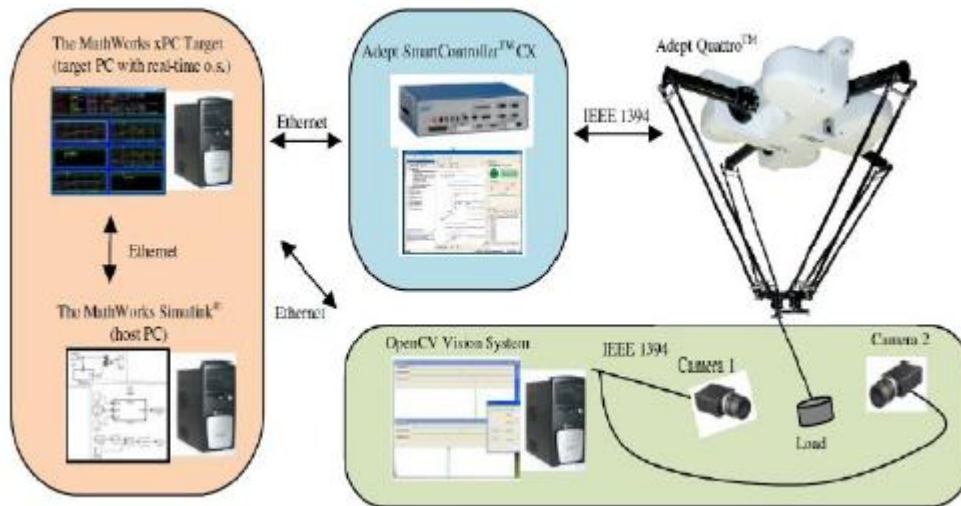 The MathWorks xPC Target
(target PC with real-time o.s.)
Ethernet
The MathWorks Simulink®
(host PC)
Ethernet
Adept SmartController™ CX
IEEE 1394
Adept Quattro™
Ethernet
OpenCV Vision System
IEEE 1394
Camera 1
Camera 2
Load